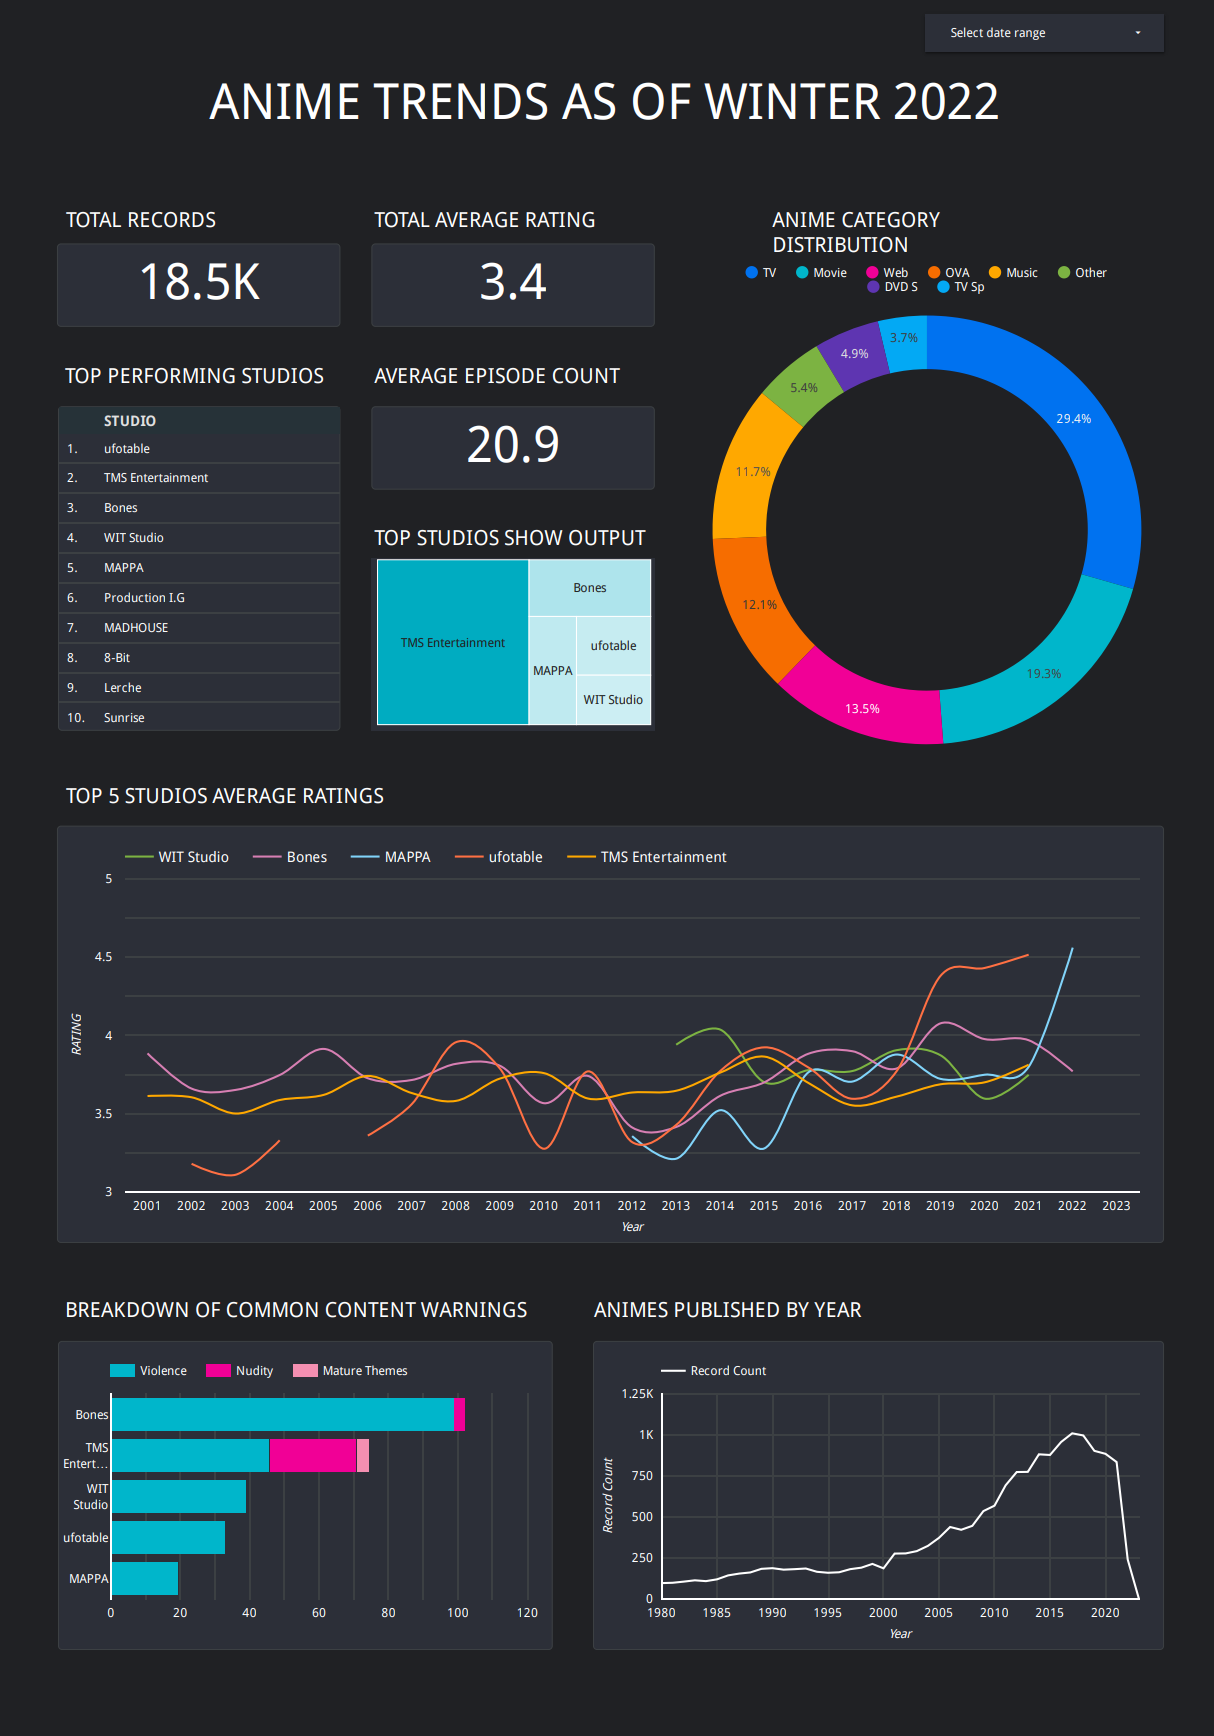 Select date range
ANIME TRENDS AS OF WINTER 2022
TOTAL RECORDS
18.5K
TOTAL AVERAGE RATING
3.4
ANIME CATEGORY
DISTRIBUTION
TV Movie Web OVA Music Other
DVD S TV Sp
29.4%
19.3%
13.5%
12.1%
11.7%
5.4%
4.9%
3.7%
TOP PERFORMING STUDIOS
STUDIO
1. ufotable
2. TMS Entertainment
3. Bones
4. WIT Studio
5. MAPPA
6. Production I.G
7. MADHOUSE
8. 8-Bit
9. Lerche
10. Sunrise
AVERAGE EPISODE COUNT
20.9
TOP STUDIOS SHOW OUTPUT
TMS Entertainment
Bones
MAPPA
ufotable
WIT Studio
TOP 5 STUDIOS AVERAGE RATINGS
WIT Studio Bones MAPPA ufotable TMS Entertainment
5
4.5
4
3.5
3
RATING
2001 2002 2003 2004 2005 2006 2007 2008 2009 2010 2011 2012 2013 2014 2015 2016 2017 2018 2019 2020 2021 2022 2023
Year
BREAKDOWN OF COMMON CONTENT WARNINGS
Violence Nudity Mature Themes
Bones
TMS
Entert...
WIT
Studio
ufotable
MAPPA
0 20 40 60 80 100 120
ANIMES PUBLISHED BY YEAR
Record Count
1.25K
1K
750
500
250
0
Record Count
1980 1985 1990 1995 2000 2005 2010 2015 2020
Year